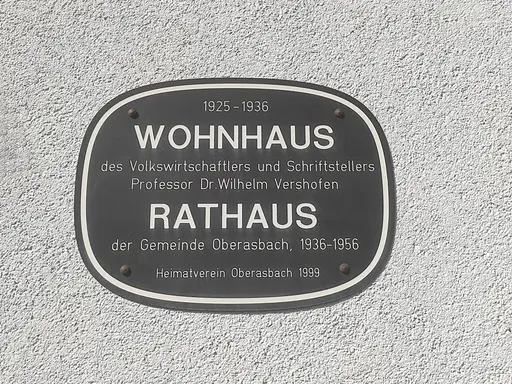 1925-1936
WOHNHAUS
des Volkswirtschaftlers und Schriftstellers
Professor Dr.Wilhelm Vershofen
RATHAUS
der Gemeinde Oberasbach, 1936-1956
Heimatverein Oberasbach 1999